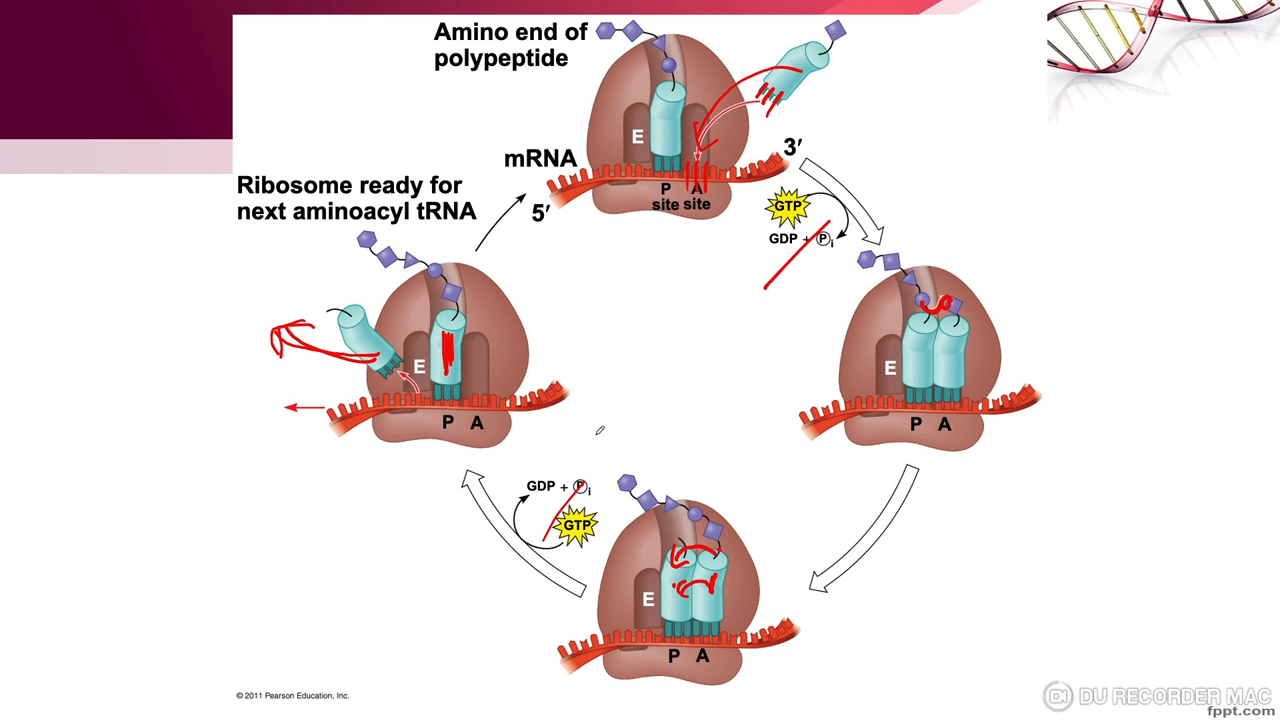 Amino end of
polypeptide
E
mRNA
3′
Ribosome ready for
next aminoacyl tRNA
5′
P A
site site
GTP
GDP + Pi
E
P A
E
P A
GDP + Pi
GTP
E
P A
© 2011 Pearson Education, Inc.
DU RECORDER MAC
fppt.com